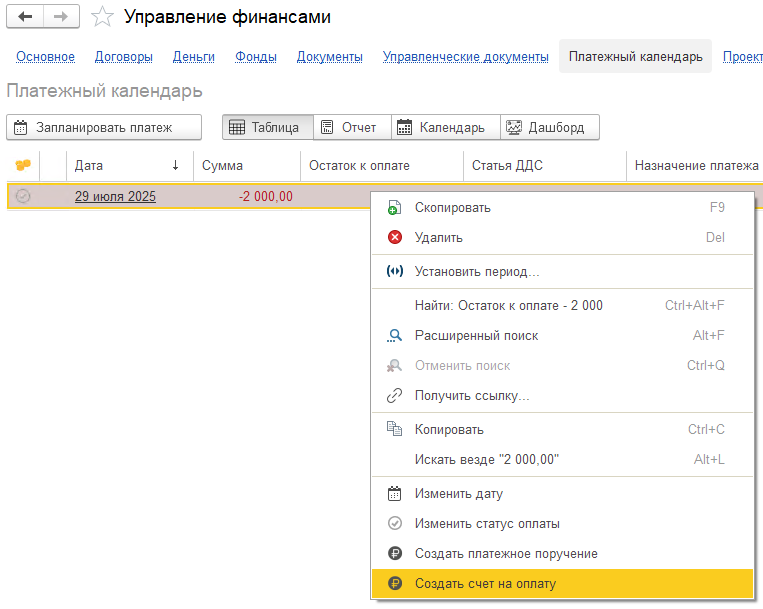 Управление финансами
Основное Договоры Деньги Фонды Документы Управленческие документы Платежный календарь Проект
Платежный календарь
Запланировать платеж Таблица Отчет Календарь Дашборд
Дата ↓ Сумма Остаток к оплате Статья ДДС Назначение платежа
29 июля 2025 -2 000,00
Скопировать F9
Удалить Del
Установить период...
Найти: Остаток к оплате - 2 000 Ctrl+Alt+F
Расширенный поиск Alt+F
Отменить поиск Ctrl+Q
Получить ссылку...
Копировать Ctrl+C
Искать везде "2 000,00" Alt+L
Изменить дату
Изменить статус оплаты
Создать платежное поручение
Создать счет на оплату